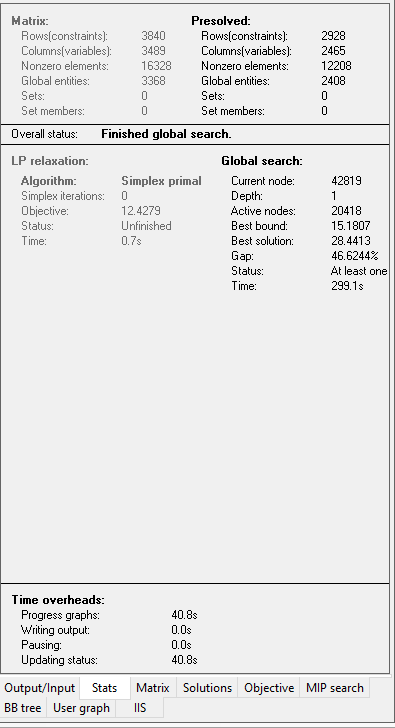 Matrix: Presolved:
Rows(constraints): 3840 Rows(constraints): 2928
Columns(variables): 3489 Columns(variables): 2465
Nonzero elements: 16328 Nonzero elements: 12208
Global entities: 3368 Global entities: 2408
Sets: 0 Sets: 0
Set members: 0 Set members: 0
Overall status: Finished global search.
LP relaxation: Global search:
Algorithm: Simplex primal Current node: 42819
Simplex iterations: 0 Depth: 1
Objective: 12.4279 Active nodes: 20418
Status: Unfinished Best bound: 15.1807
Time: 0.7s Best solution: 28.4413
Gap: 46.6244%
Status: At least one
Time: 299.1s
Time overheads:
Progress graphs: 40.8s
Writing output: 0.0s
Pausing: 0.0s
Updating status: 40.8s
Output/Input Stats Matrix Solutions Objective MIP search
BB tree User graph IIS